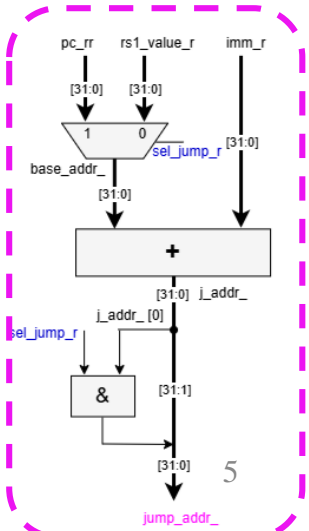 pc_rr rs1_value_r imm_r
[31:0] [31:0]
1 0 [31:0]
sel_jump_r
base_addr_
[31:0]
+
[31:0] j_addr_
j_addr_ [0]
sel_jump_r
&
[31:1]
[31:0] 5
jump_addr_